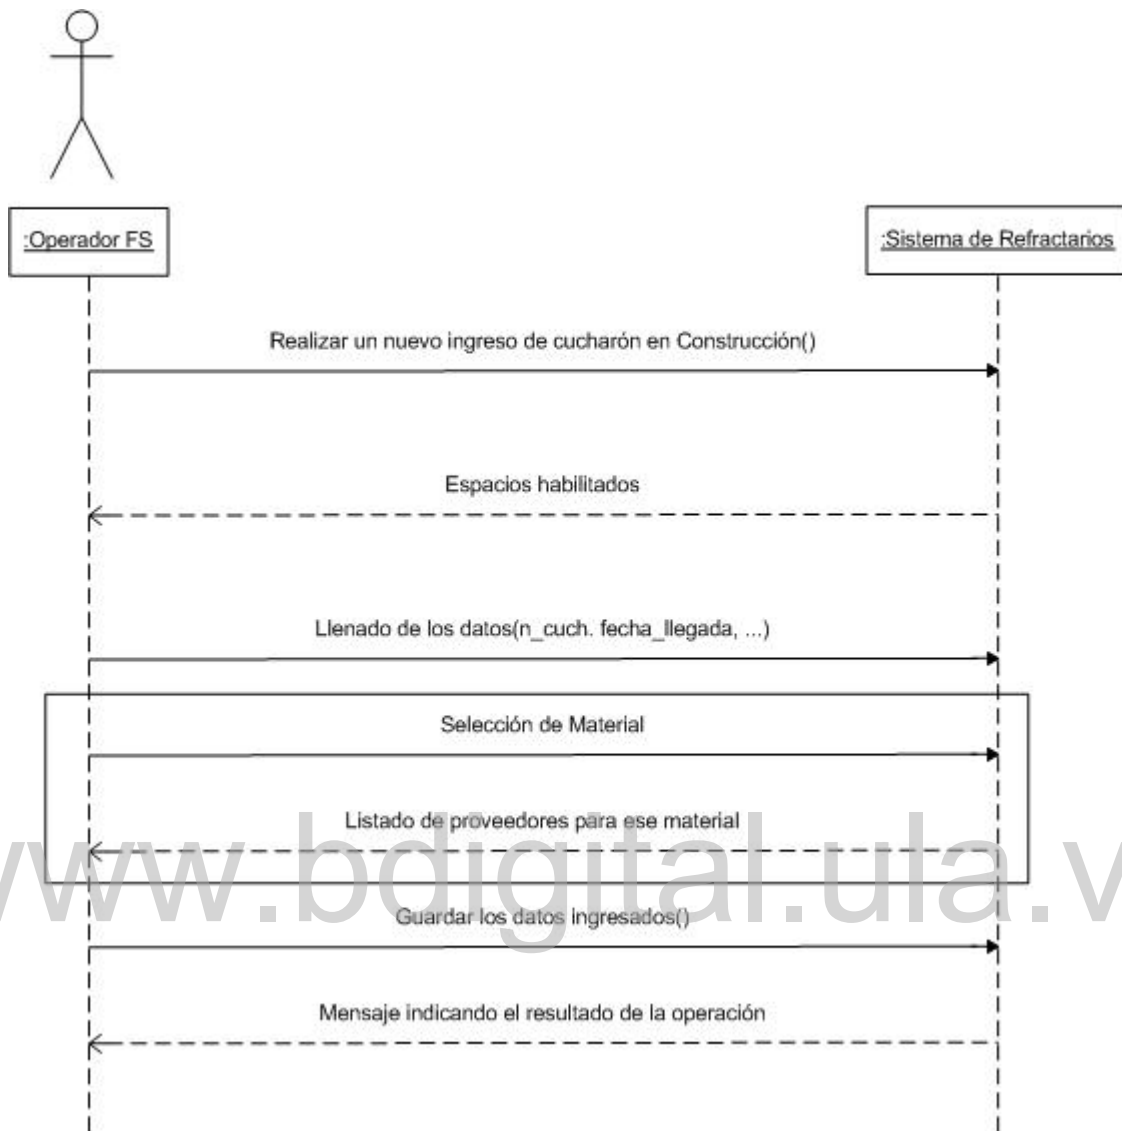 :Operador FS
:Sistema de Refractarios
Realizar un nuevo ingreso de cucharón en Construcción()
Espacios habilitados
Llenado de los datos(n_cuch. fecha_llegada, ...)
Selección de Material
Listado de proveedores para ese material
www.bdigital.ula.v
Guardar los datos ingresados()
Mensaje indicando el resultado de la operación